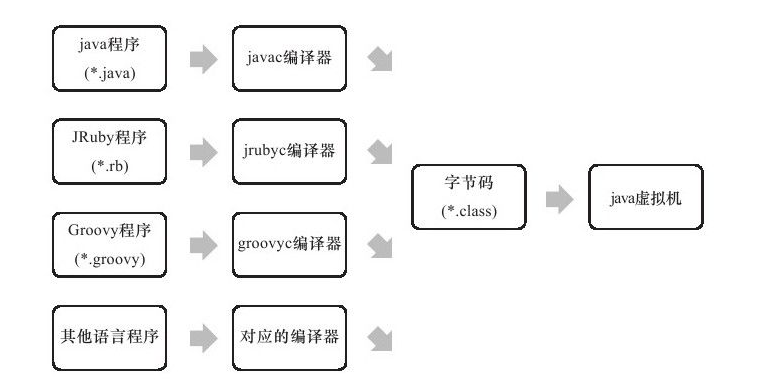 java程序
(*.java)
javac编译器
JRuby程序
(*.rb)
jrubyc编译器
Groovy程序
(*.groovy)
groovyc编译器
其他语言程序
对应的编译器
字节码
(*.class)
java虚拟机